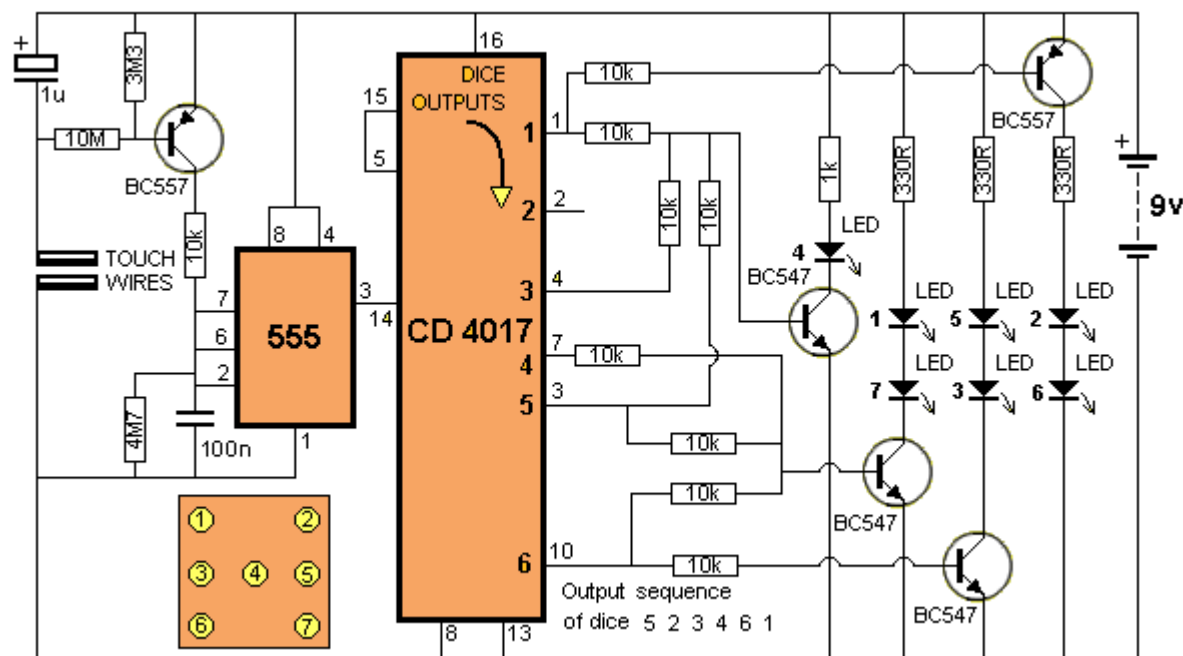 +
1u
3M3
10M
BC557
10k
TOUCH
WIRES
8
4
7
6
2
555
3
14
1
4M7
100n
1
2
3
4
5
6
7
16
DICE
OUTPUTS
15
5
CD 4017
1
1
2
2
3
4
4
7
5
3
6
10
8
13
10k
10k
10k
10k
10k
10k
10k
10k
Output sequence
of dice 5 2 3 4 6 1
1k
LED
4
BC547
330R
LED
1
LED
7
BC547
330R
LED
5
LED
3
BC547
BC557
330R
LED
2
LED
6
+
9v